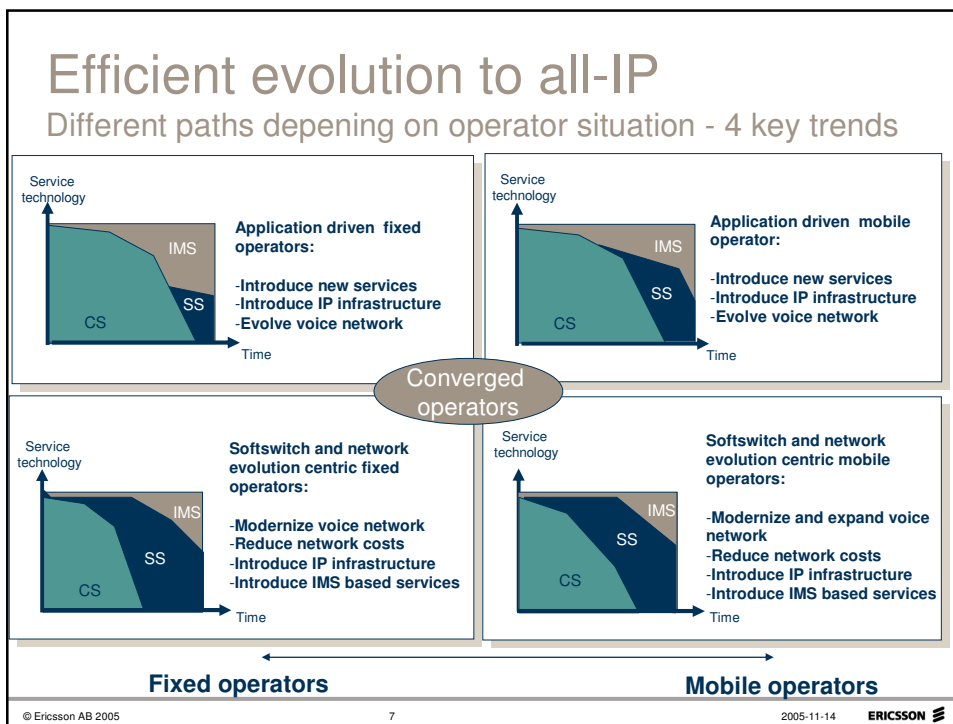 Efficient evolution to all-IP
Different paths depening on operator situation - 4 key trends
Service
technology
IMS
SS
CS
Time
Application driven fixed
operators:
-Introduce new services
-Introduce IP infrastructure
-Evolve voice network
Service
technology
IMS
SS
CS
Time
Application driven mobile
operator:
-Introduce new services
-Introduce IP infrastructure
-Evolve voice network
Converged
operators
Service
technology
IMS
SS
CS
Time
Softswitch and network
evolution centric fixed
operators:
-Modernize voice network
-Reduce network costs
-Introduce IP infrastructure
-Introduce IMS based services
Service
technology
IMS
SS
CS
Time
Softswitch and network
evolution centric mobile
operators:
-Modernize and expand voice
network
-Reduce network costs
-Introduce IP infrastructure
-Introduce IMS based services
Fixed operators
Mobile operators
© Ericsson AB 2005
7
2005-11-14
ERICSSON